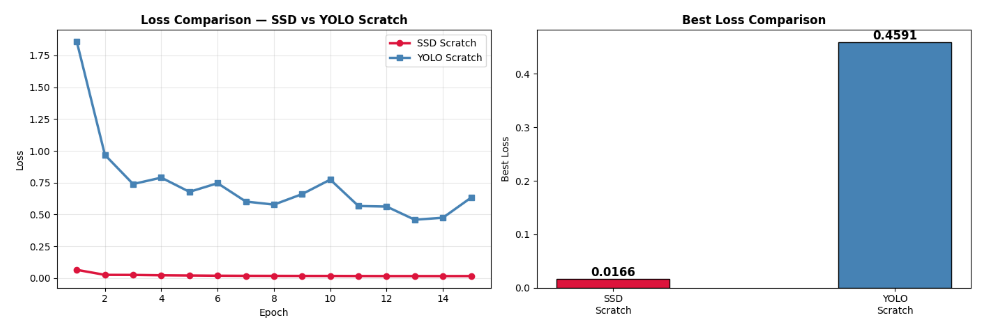 Loss Comparison — SSD vs YOLO Scratch
SSD Scratch
YOLO Scratch
Loss
1.75
1.50
1.25
1.00
0.75
0.50
0.25
0.00
2 4 6 8 10 12 14
Epoch
Best Loss Comparison
Best Loss
0.4
0.3
0.2
0.1
0.0
0.0166
0.4591
SSD
Scratch
YOLO
Scratch